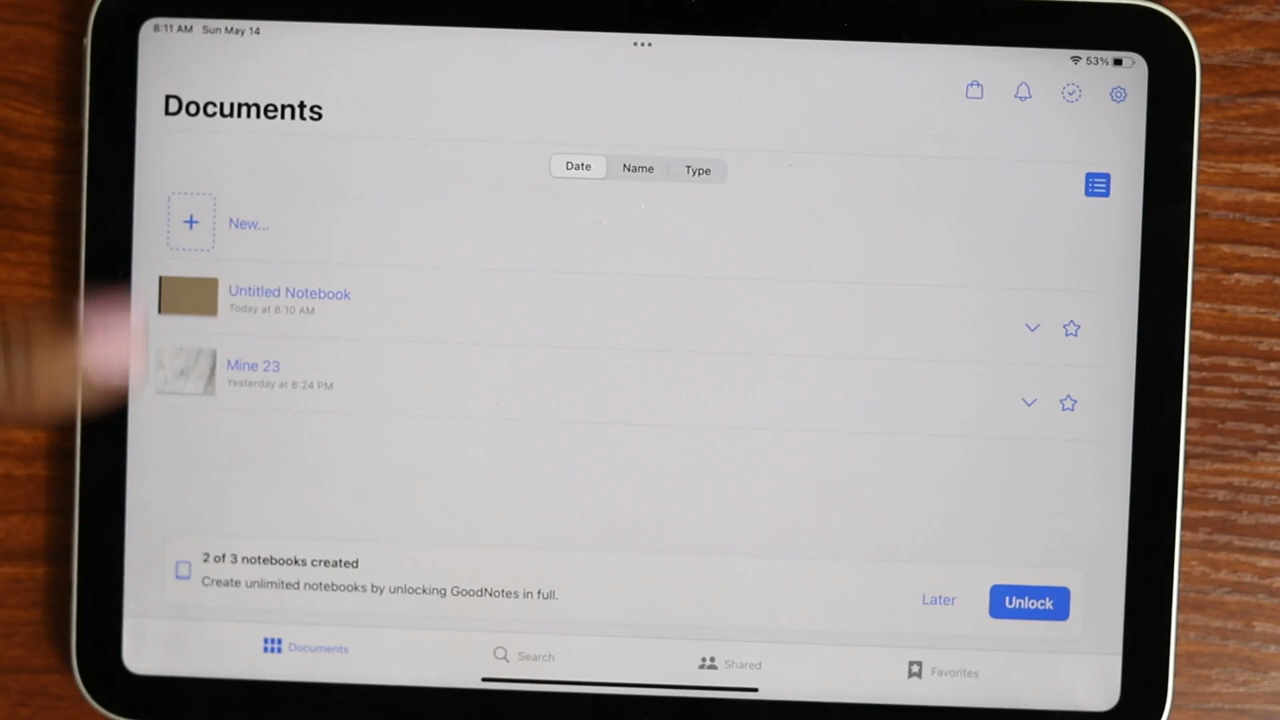 8:11 AM Sun May 14
53%
Documents
Date Name Type
New...
Untitled Notebook
Today at 8:10 AM
Mine 23
Yesterday at 8:24 PM
2 of 3 notebooks created
Create unlimited notebooks by unlocking GoodNotes in full.
Later Unlock
Documents Search Shared Favorites